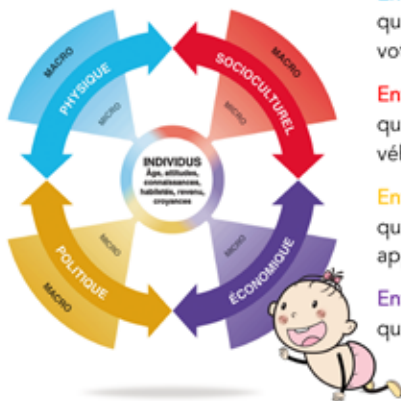 MACRO
PHYSIQUE
MICRO
MACRO
SOCIOCULTUREL
MICRO
INDIVIDUS
Âge, attitudes,
connaissances,
habiletés, revenu,
croyances
MICRO
POLITIQUE
MACRO
MICRO
ÉCONOMIQUE
qu
vot
En
qu
vél
En
qu
ap
En
qu